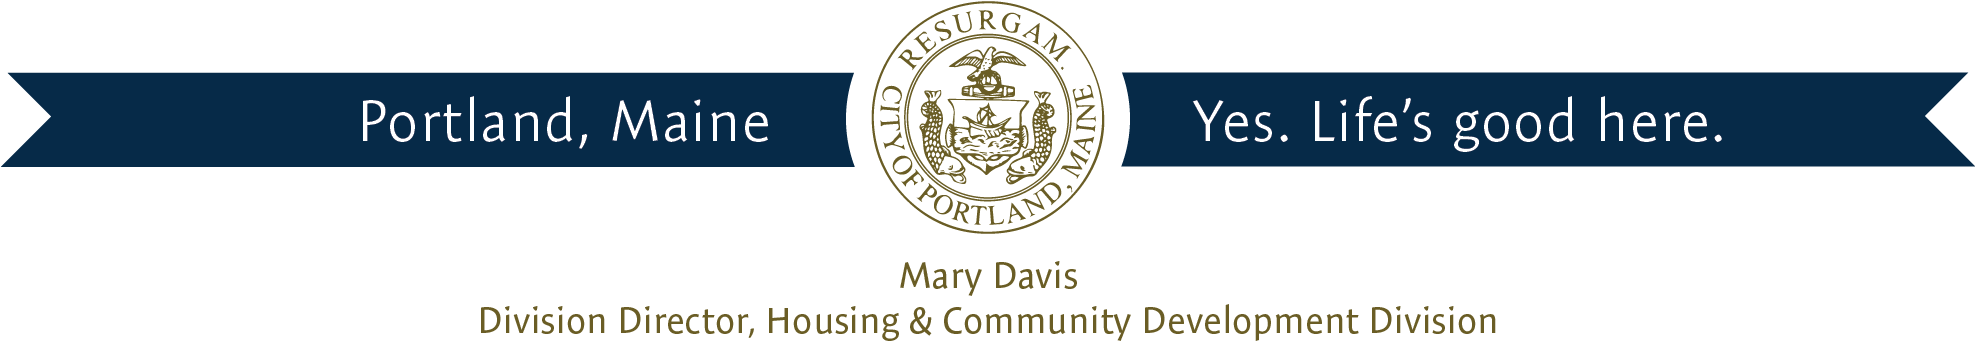 Portland, Maine
RESURGAM.
CITY OF PORTLAND, MAINE
Yes. Life's good here.
Mary Davis
Division Director, Housing & Community Development Division